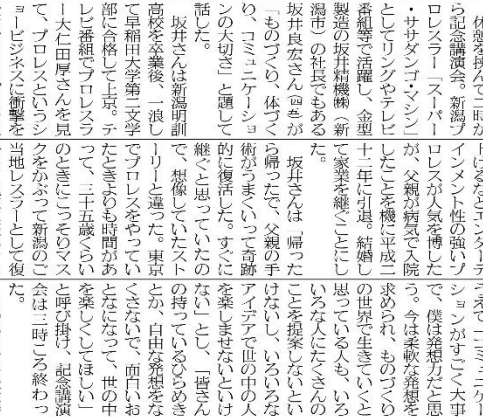 休憩を挟んで二時か
ら記念講演会。新潟プ
ロレスラー「スーパー
・ササダンゴ・マシン」
としてリングやテレビ
番組等で活躍し、金型
製造の坂井精機㈱（新
潟市）の社長でもある
坂井良宏さん（）が
「ものづくり、体づく
り、コミュニケーショ
ンの大切さ」と題して
話した。
坂井さんは新潟明訓
高校を卒業後、一浪し
て早稲田大学第二文学
部に合格して上京。テ
レビ番組でプロレスラ
ー大仁田厚さんを見
て、プロレスというシ
ョービジネスに衝撃を
上げるなどエンターテ
インメント性の強いプ
ロレスが人気を博した
が、父親が病気で入院
したことを機に平成二
十二年に引退。結婚し
て家業を継ぐことにし
た。
坂井さんは「帰った
ら帰ったで、父親の手
術がうまくいって奇跡
的に復活した。すぐに
継ぐと思っていたの
で、想像していたスト
ーリーと違った。東京
でプロレスをやってい
たときよりも時間があ
って、三十五歳くらい
のときにこっそりマス
クをかぶって新潟のご
当地レスラーとして復
うえで「コミュニケー
ションがすごく大事
で、僕は発想力だと思
う。今は柔軟な発想を
求められ、ものづくり
の世界で生きていくと
思っている人も、いろ
いろな人にたくさんの
ことを提案しないとい
けないし、いろいろな
アイデアで世の中の人
を楽しませないといけ
ない」とし、「皆さん
の持っているひらめき
とか、自由な発想をな
くさないで、面白いお
となになって、世の中
を楽しくしてほしい」
と呼び掛け、記念講演
会は三時ころ終わっ
た。